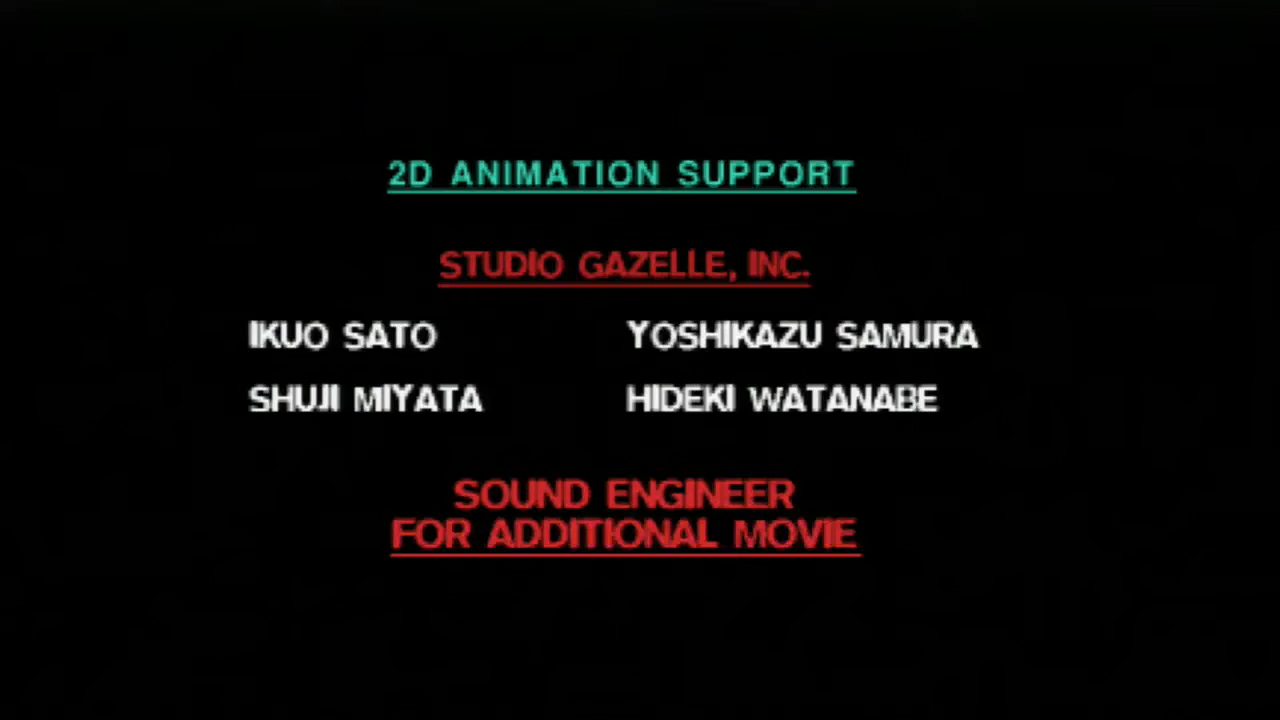 2D ANIMATION SUPPORT
STUDIO GAZELLE, INC.
IKUO SATO YOSHIKAZU SAMURA
SHUJI MIYATA HIDEKI WATANABE
SOUND ENGINEER
FOR ADDITIONAL MOVIE